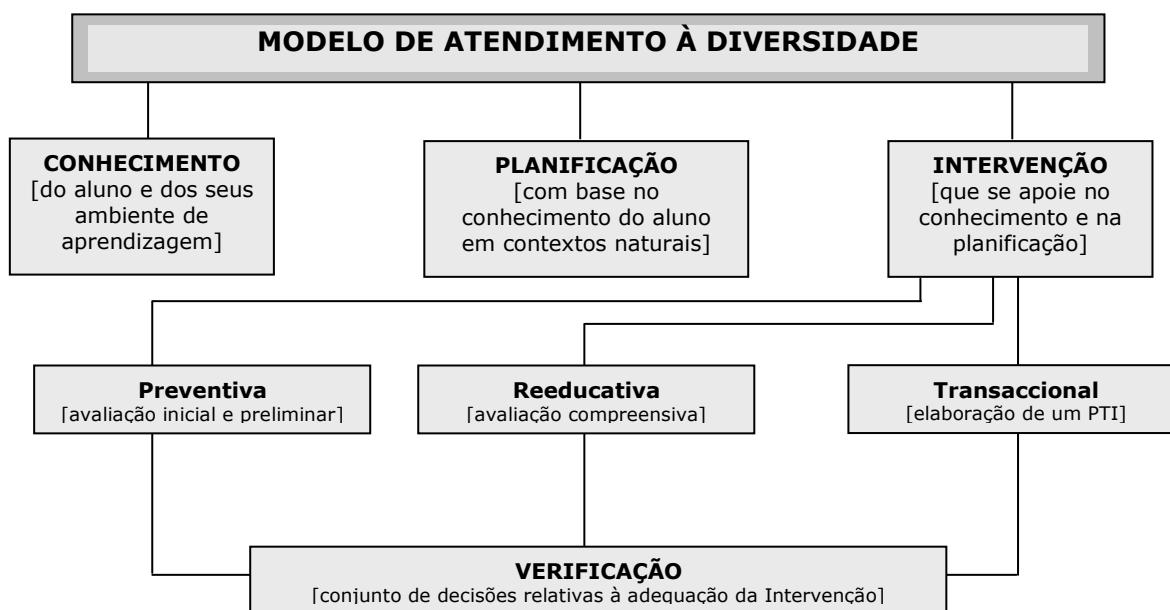 MODELO DE ATENDIMENTO À DIVERSIDADE
CONHECIMENTO
[do aluno e dos seus
ambiente de
aprendizagem]
PLANIFICAÇÃO
[com base no
conhecimento do aluno
em contextos naturais]
INTERVENÇÃO
[que se apoie no
conhecimento e na
planificação]
Preventiva
[avaliação inicial e preliminar]
Reeducativa
[avaliação compreensiva]
Transaccional
[elaboração de um PTI]
VERIFICAÇÃO
[conjunto de decisões relativas à adequação da Intervenção]